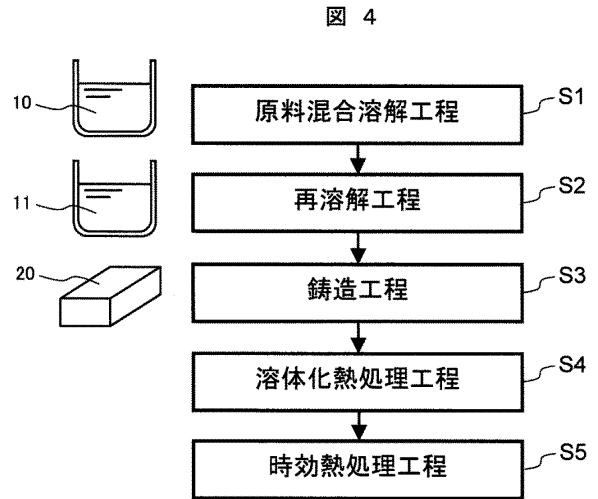 図 4
10
原料混合溶解工程
S1
11
再溶解工程
S2
20
鋳造工程
S3
溶体化熱処理工程
S4
時効熱処理工程
S5